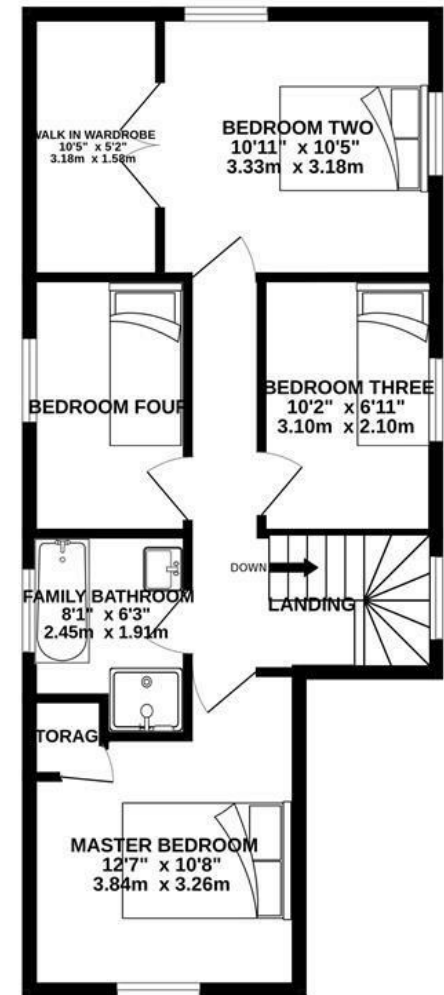 WALK IN WARDROBE
10'5" x 5'2"
3.18m x 1.58m
BEDROOM TWO
10'11" x 10'5"
3.33m x 3.18m
BEDROOM FOUR
BEDROOM THREE
10'2" x 6'11"
3.10m x 2.10m
DOWN
LANDING
FAMILY BATHROOM
8'1" x 6'3"
2.45m x 1.91m
TORAG
MASTER BEDROOM
12'7" x 10'8"
3.84m x 3.26m